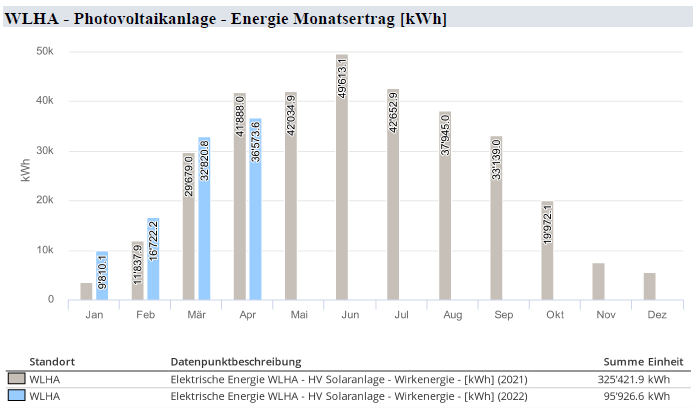 WLHA - Photovoltaikanlage - Energie Monatsertrag [kWh]
50k
40k
30k
20k
10k
0
kWh
9'810.1
11'837.9
16'722.2
29'679.0
32'820.8
41'888.0
36'573.6
42'034.9
49'613.1
42'652.9
37'945.0
33'139.0
19'972.1
Jan Feb Mär Apr Mai Jun Jul Aug Sep Okt Nov Dez
Standort Datenpunktbeschreibung Summe Einheit
WLHA Elektrische Energie WLHA - HV Solaranlage - Wirkenergie - [kWh] (2021) 325'421.9 kWh
WLHA Elektrische Energie WLHA - HV Solaranlage - Wirkenergie - [kWh] (2022) 95'926.6 kWh